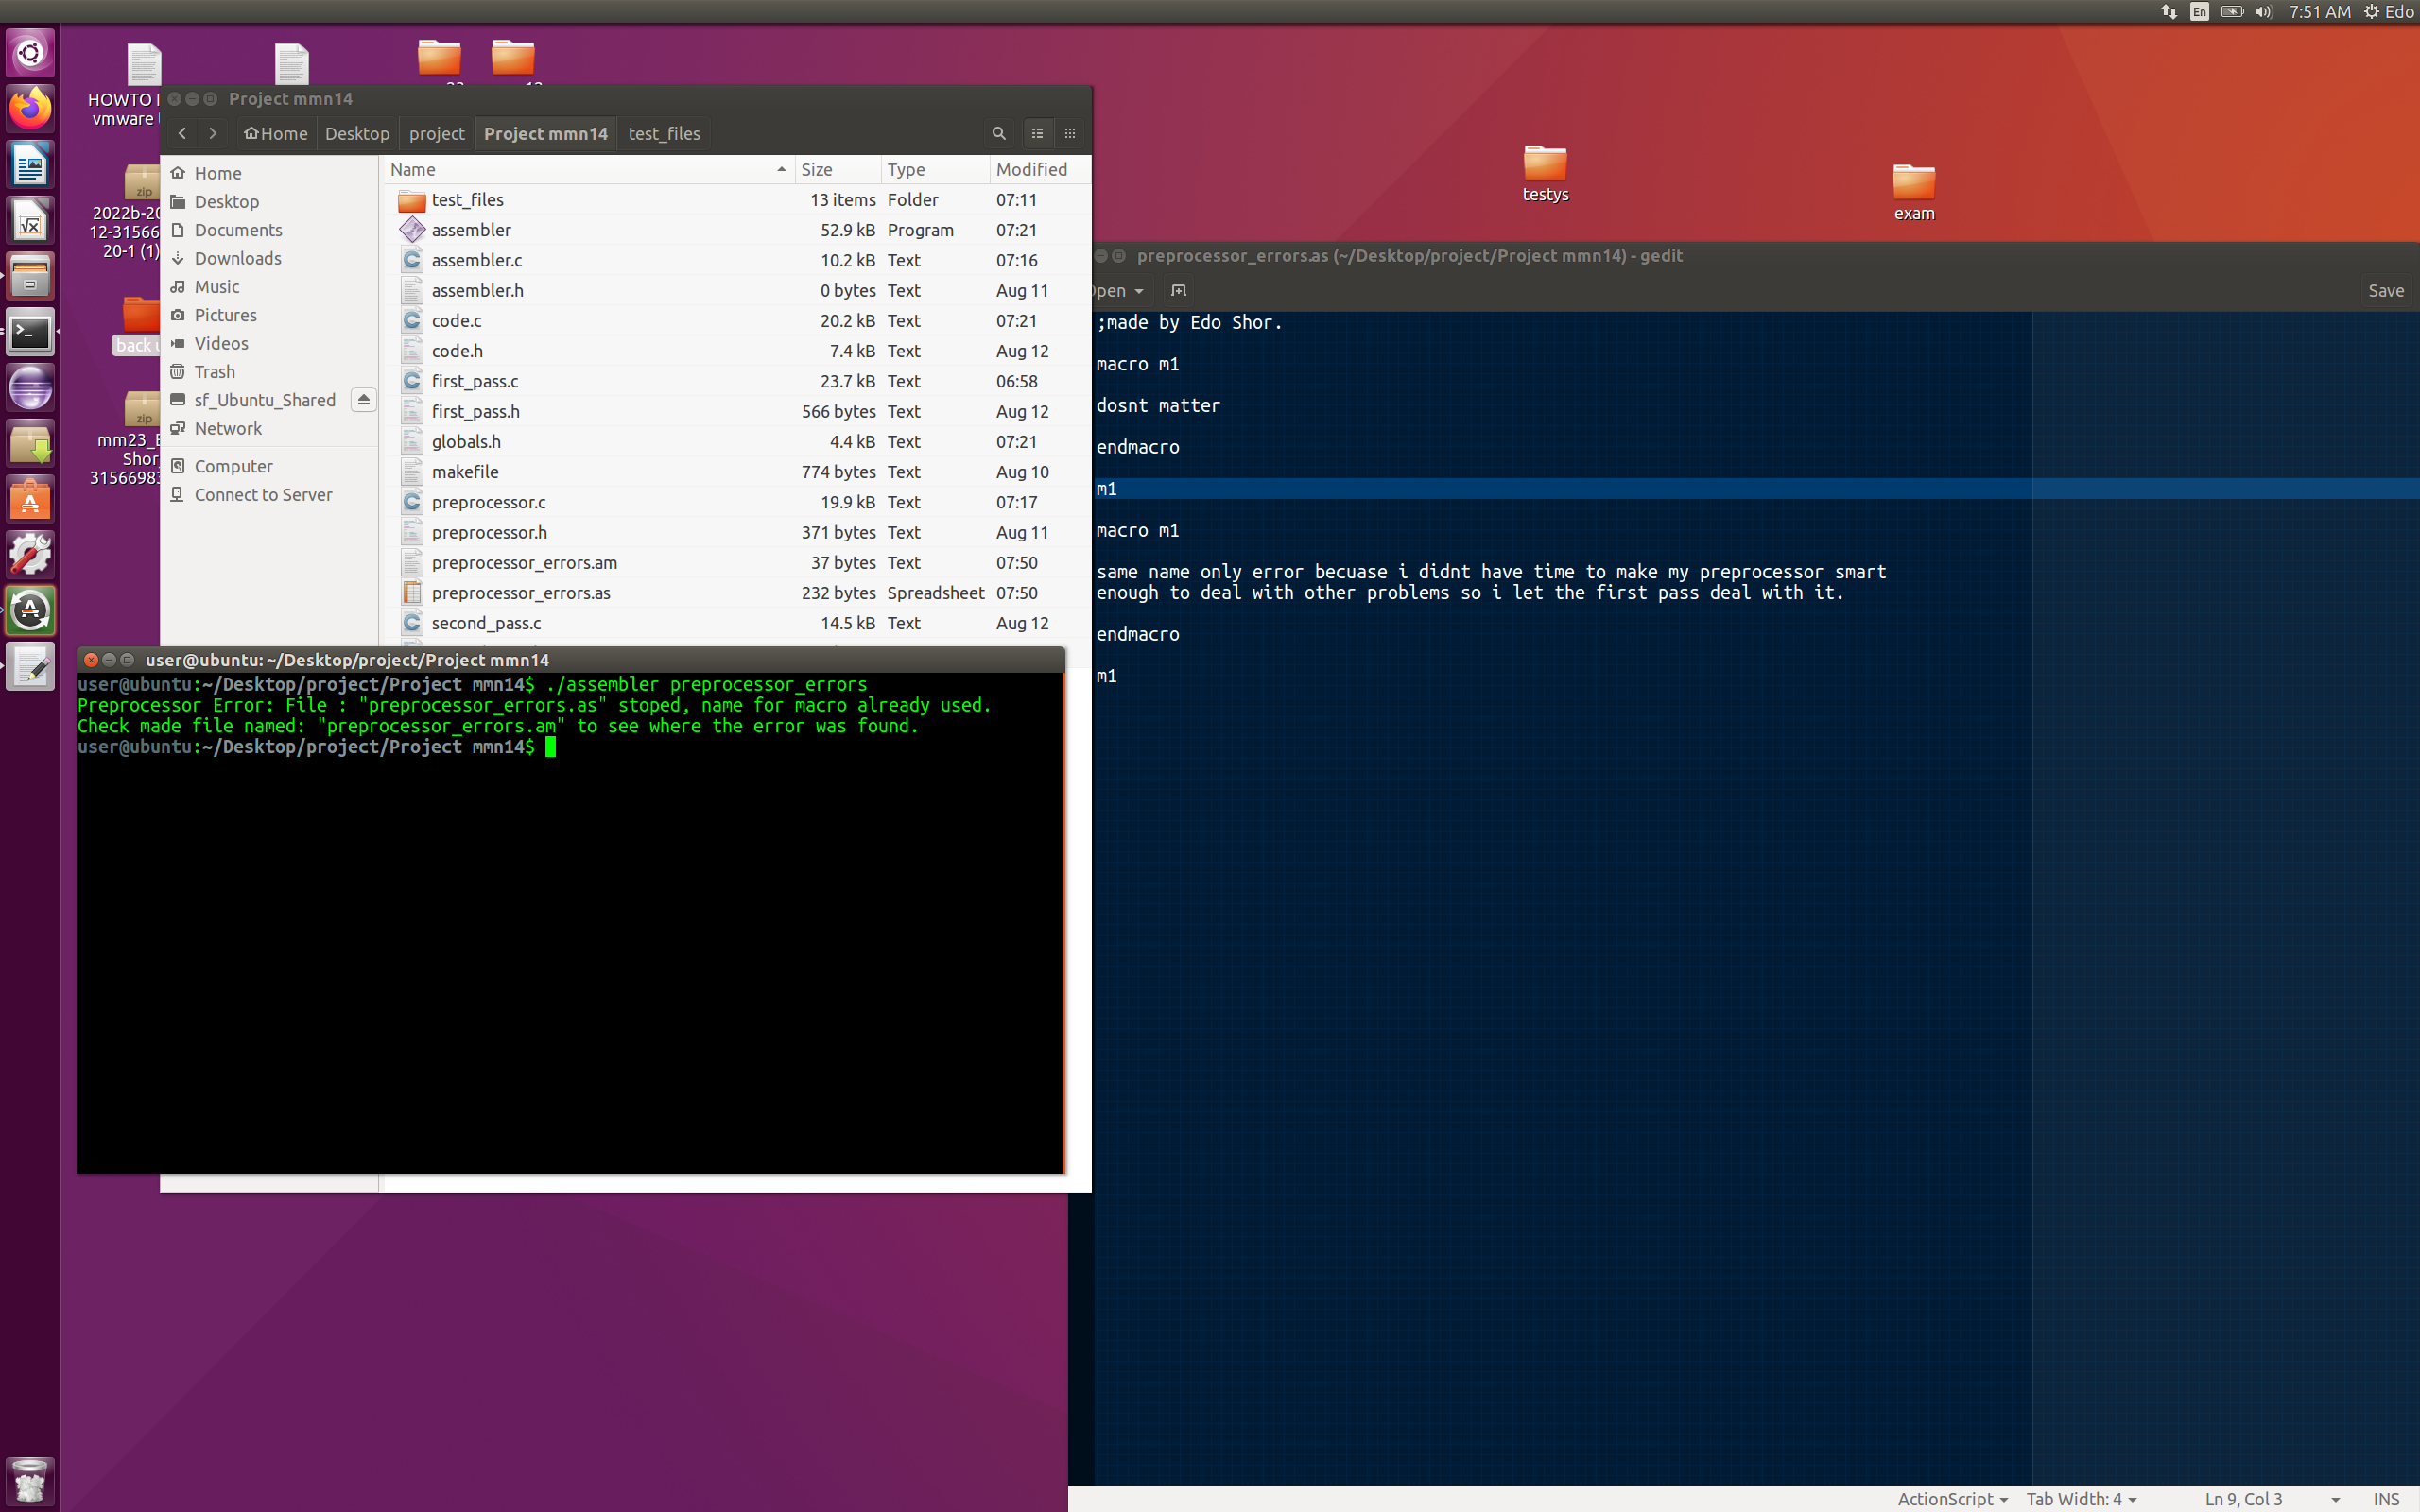 En
7:51 AM
Edo
HOWTO
vmware
2022b-20
12-31566
20-1 (1)
back u
mm23_E
Shor
31566983
testys
exam
Project mmn14
Home
Desktop
project
Project mmn14
test_files
Home
Desktop
Documents
Downloads
Music
Pictures
Videos
Trash
sf_Ubuntu_Shared
Network
Computer
Connect to Server
Name Size Type Modified
test_files 13 items Folder 07:11
assembler 52.9 kB Program 07:21
assembler.c 10.2 kB Text 07:16
assembler.h 0 bytes Text Aug 11
code.c 20.2 kB Text 07:21
code.h 7.4 kB Text Aug 12
first_pass.c 23.7 kB Text 06:58
first_pass.h 566 bytes Text Aug 12
globals.h 4.4 kB Text 07:21
makefile 774 bytes Text Aug 10
preprocessor.c 19.9 kB Text 07:17
preprocessor.h 371 bytes Text Aug 11
preprocessor_errors.am 37 bytes Text 07:50
preprocessor_errors.as 232 bytes Spreadsheet 07:50
second_pass.c 14.5 kB Text Aug 12
user@ubuntu: ~/Desktop/project/Project mmn14
user@ubuntu:~/Desktop/project/Project mmn14$ ./assembler preprocessor_errors
Preprocessor Error: File : "preprocessor_errors.as" stoped, name for macro already used.
Check made file named: "preprocessor_errors.am" to see where the error was found.
user@ubuntu:~/Desktop/project/Project mmn14$
preprocessor_errors.as (~/Desktop/project/Project mmn14) - gedit
Open
Save
;made by Edo Shor.
macro m1
dosnt matter
endmacro
m1
macro m1
same name only error becuase i didnt have time to make my preprocessor smart
enough to deal with other problems so i let the first pass deal with it.
endmacro
m1
ActionScript Tab Width: 4 Ln 9, Col 3 INS